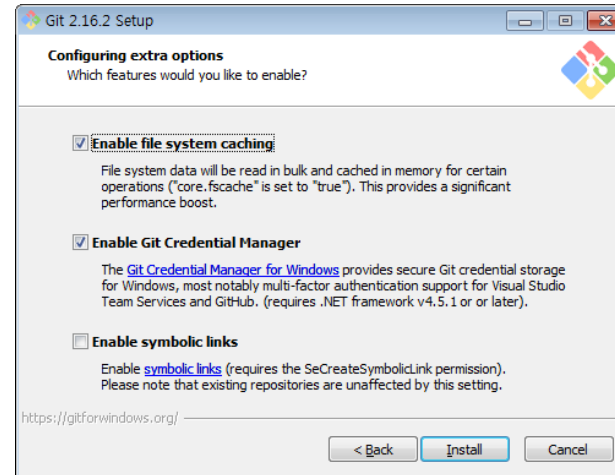 Git 2.16.2 Setup
Configuring extra options
Which features would you like to enable?
Enable file system caching
File system data will be read in bulk and cached in memory for certain
operations ("core.fscache" is set to "true"). This provides a significant
performance boost.
Enable Git Credential Manager
The Git Credential Manager for Windows provides secure Git credential storage
for Windows, most notably multi-factor authentication support for Visual Studio
Team Services and GitHub. (requires .NET framework v4.5.1 or or later).
Enable symbolic links
Enable symbolic links (requires the SeCreateSymbolicLink permission).
Please note that existing repositories are unaffected by this setting.
https://gitforwindows.org/
< Back Install Cancel